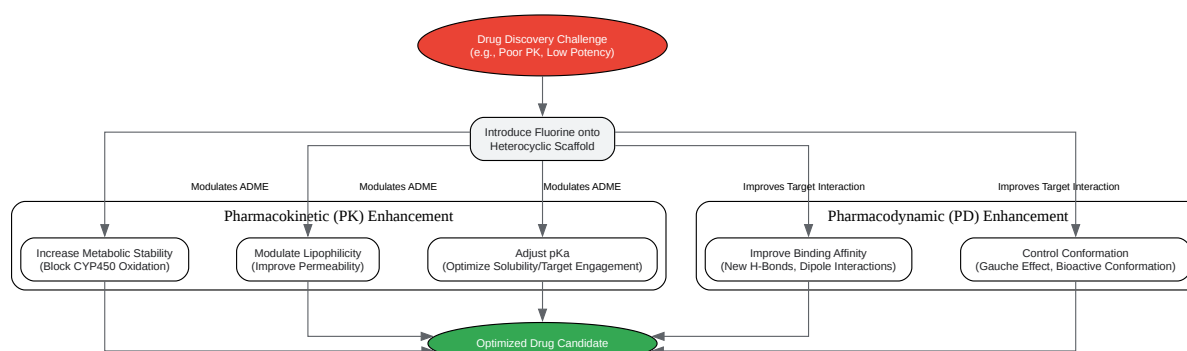 Drug Discovery Challenge
(e.g., Poor PK, Low Potency)
Introduce Fluorine onto
Heterocyclic Scaffold
Modulates ADME
Modulates ADME
Modulates ADME
Improves Target Interaction
Improves Target Interaction
Pharmacokinetic (PK) Enhancement
Pharmacodynamic (PD) Enhancement
Increase Metabolic Stability
(Block CYP450 Oxidation)
Modulate Lipophilicity
(Improve Permeability)
Adjust pKa
(Optimize Solubility/Target Engagement)
Improve Binding Affinity
(New H-Bonds, Dipole Interactions)
Control Conformation
(Gauche Effect, Bioactive Conformation)
Optimized Drug Candidate